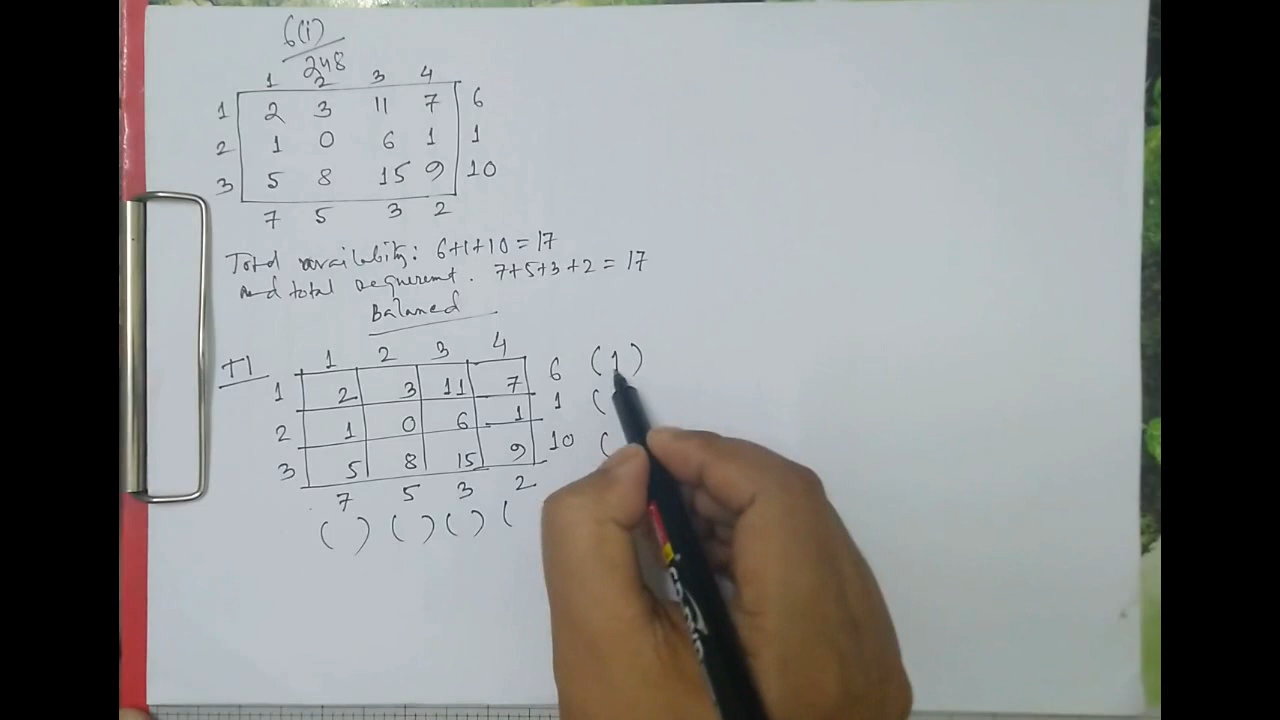 6(i)
248
1 2 3 4
1 2 3 11 7 6
2 1 0 6 1 1
3 5 8 15 9 10
7 5 3 2
Total availability: 6+1+10=17
and total requiremt. 7+5+3+2=17
Balanced
T1
1 2 3 4
1 2 3 11 7 6 (1)
2 1 0 6 1 1 (
3 5 8 15 9 10 (
7 5 3 2
( ) ( ) ( ) (